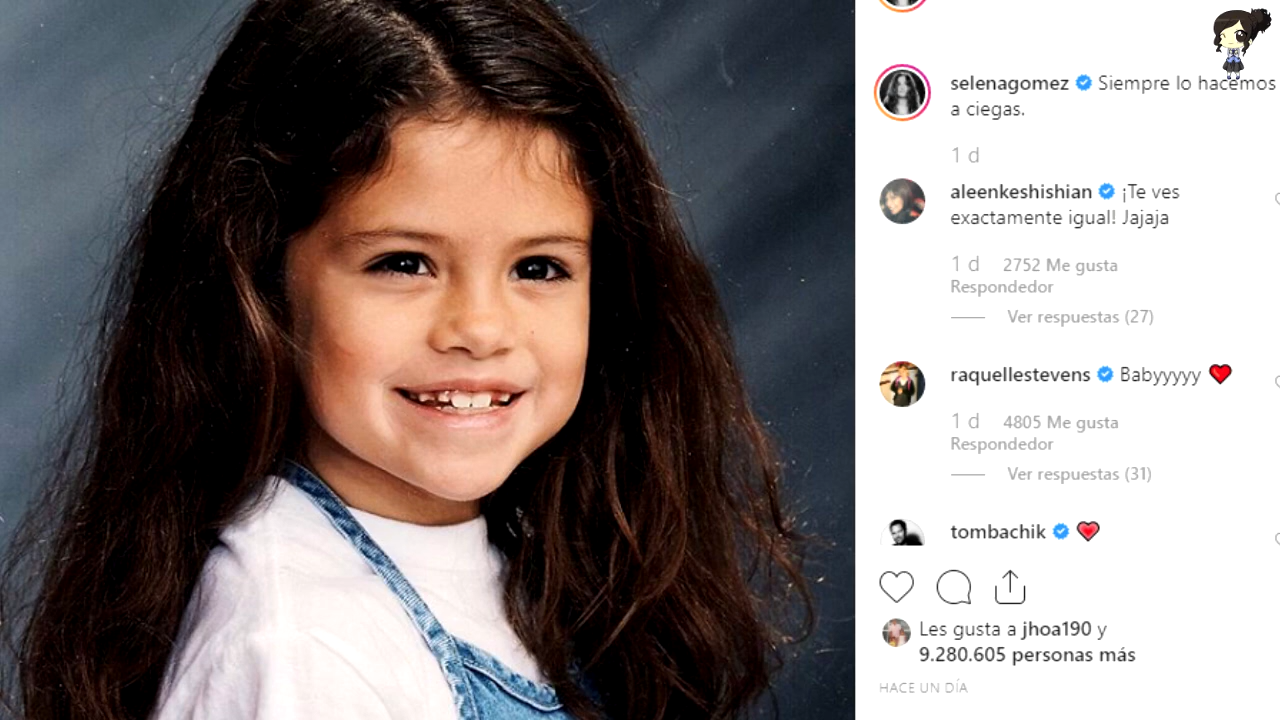 selenagomez Siempre lo hacemos
a ciegas.
1 d
aleenkeshishian ¡Te ves
exactamente igual! Jajaja
1 d 2752 Me gusta
Respondedor
Ver respuestas (27)
raquellestevens Babyyyyy ❤
1 d 4805 Me gusta
Respondedor
Ver respuestas (31)
tombachik ❤
Les gusta a jhoa190 y
9.280.605 personas más
HACE UN DÍA